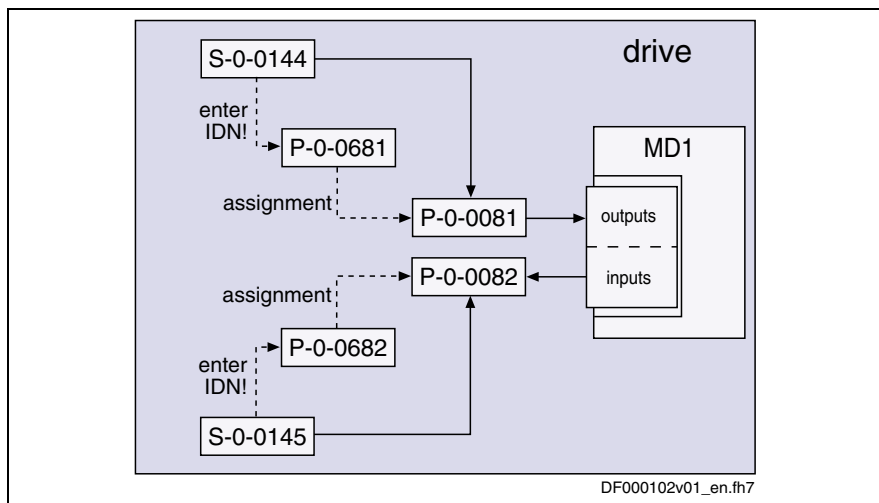 drive
S-0-0144
enter
IDN!
P-0-0681
MD1
assignment
P-0-0081
outputs
P-0-0082
inputs
assignment
P-0-0682
enter
IDN!
S-0-0145
DF000102v01_en.fh7